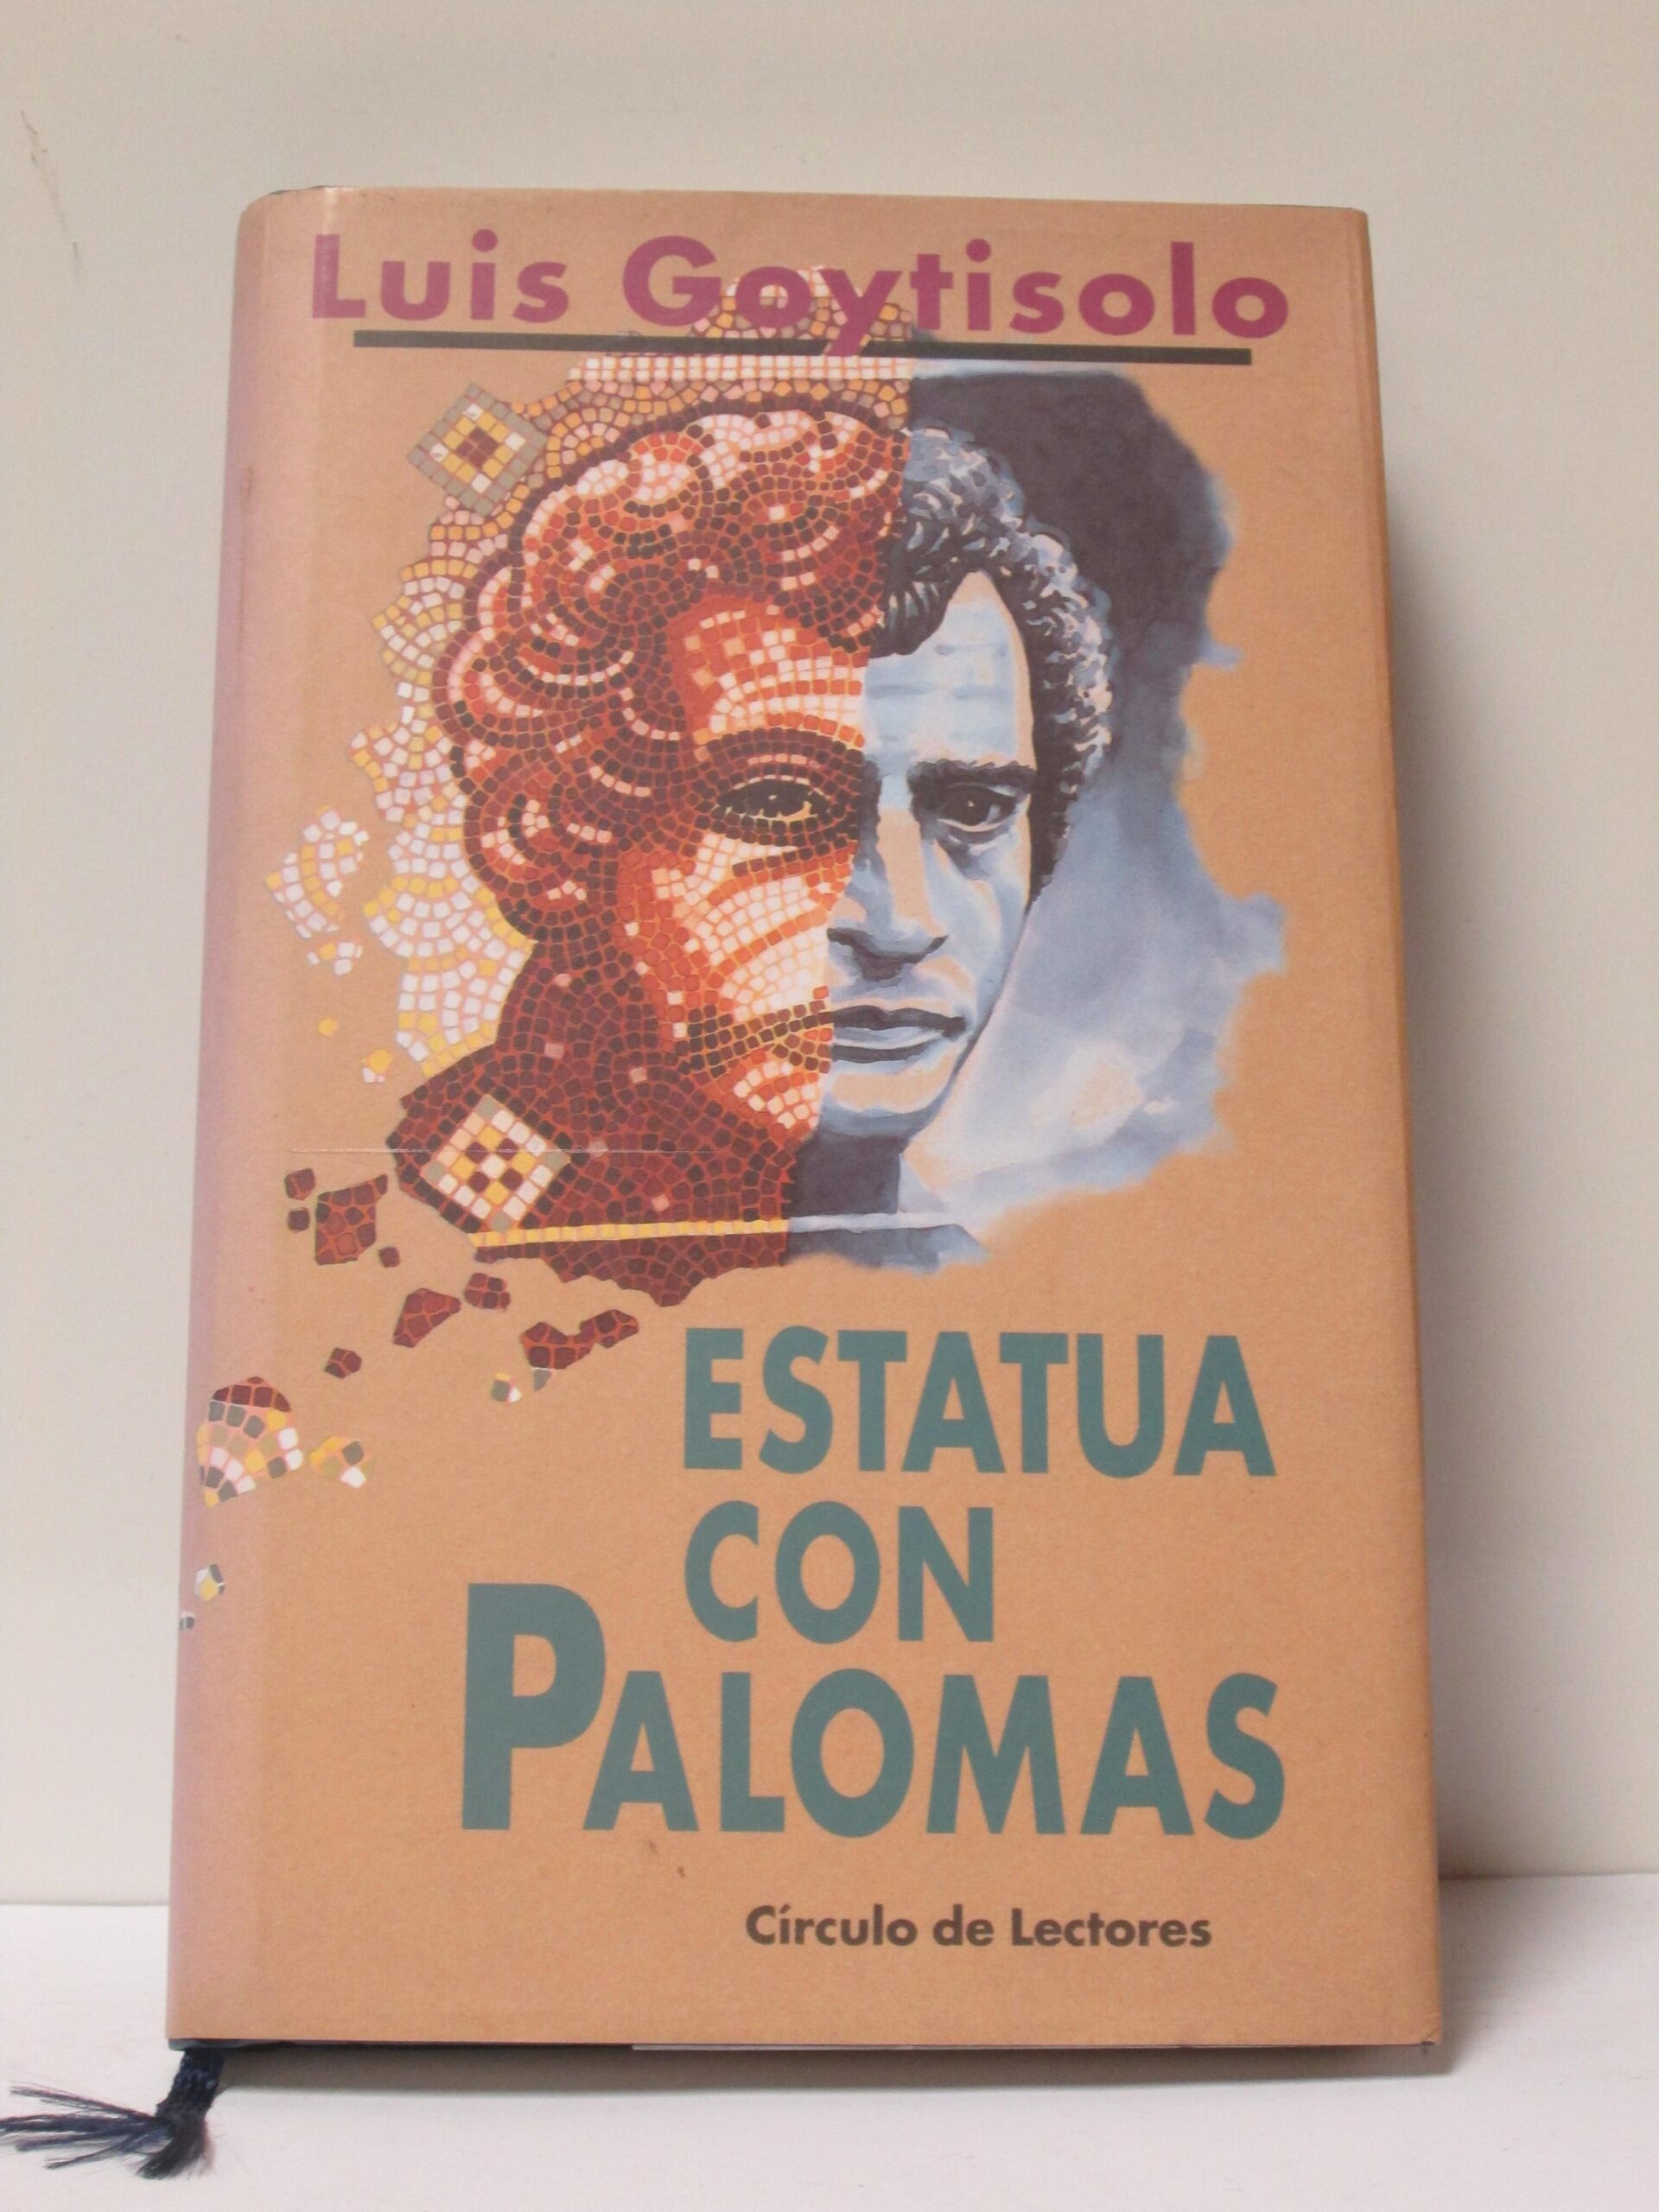 Luis Goytisolo
ESTATUA
CON
PALOMAS
Círculo de Lectores